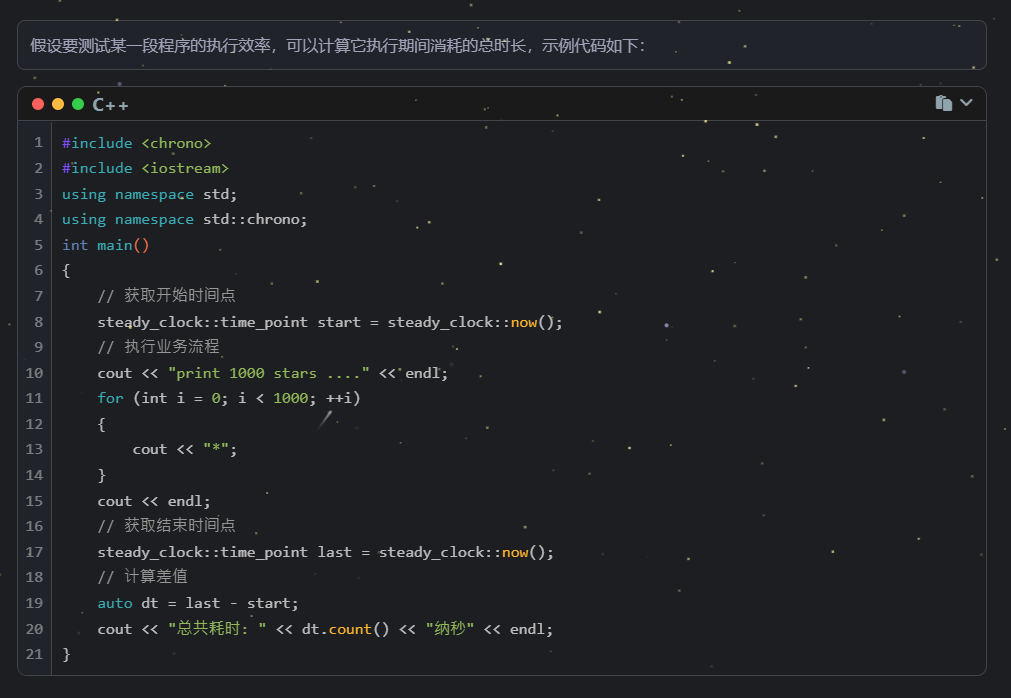 假设要测试某一段程序的执行效率，可以计算它执行期间消耗的总时长，示例代码如下：
C++
1 #include <chrono>
2 #include <iostream>
3 using namespace std;
4 using namespace std::chrono;
5 int main()
6 {
7     // 获取开始时间点
8     steady_clock::time_point start = steady_clock::now();
9     // 执行业务流程
10     cout << "print 1000 stars ...." << endl;
11     for (int i = 0; i < 1000; ++i)
12     {
13         cout << "*";
14     }
15     cout << endl;
16     // 获取结束时间点
17     steady_clock::time_point last = steady_clock::now();
18     // 计算差值
19     auto dt = last - start;
20     cout << "总共耗时: " << dt.count() << "纳秒" << endl;
21 }